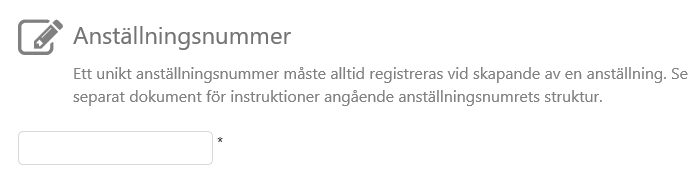 Anställningsnummer
Ett unikt anställningsnummer måste alltid registreras vid skapande av en anställning. Se
separat dokument för instruktioner angående anställningsnumrets struktur.
*